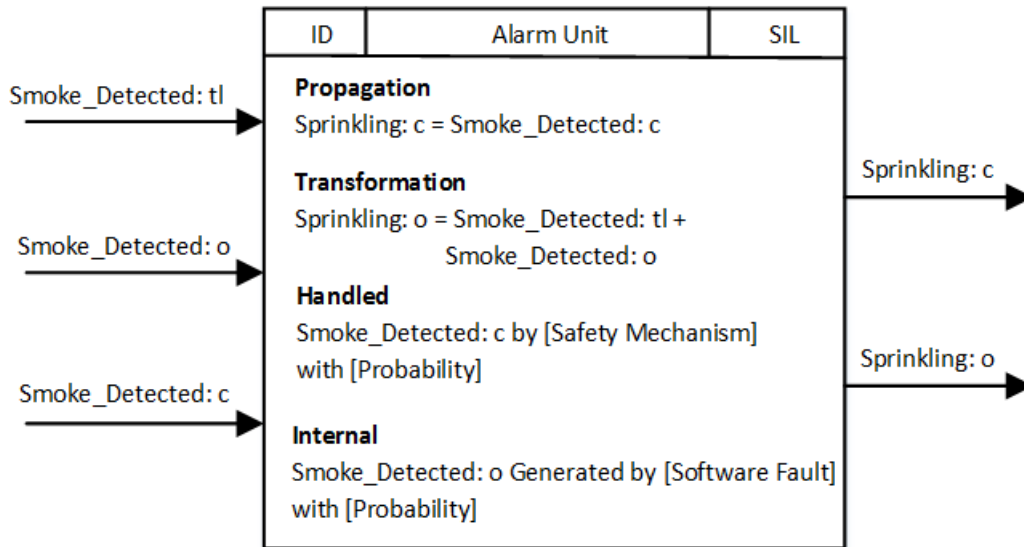 ID Alarm Unit SIL
Smoke_Detected: tl
Smoke_Detected: o
Smoke_Detected: c
Propagation
Sprinkling: c = Smoke_Detected: c
Transformation
Sprinkling: o = Smoke_Detected: tl +
Smoke_Detected: o
Handled
Smoke_Detected: c by [Safety Mechanism]
with [Probability]
Internal
Smoke_Detected: o Generated by [Software Fault]
with [Probability]
Sprinkling: c
Sprinkling: o